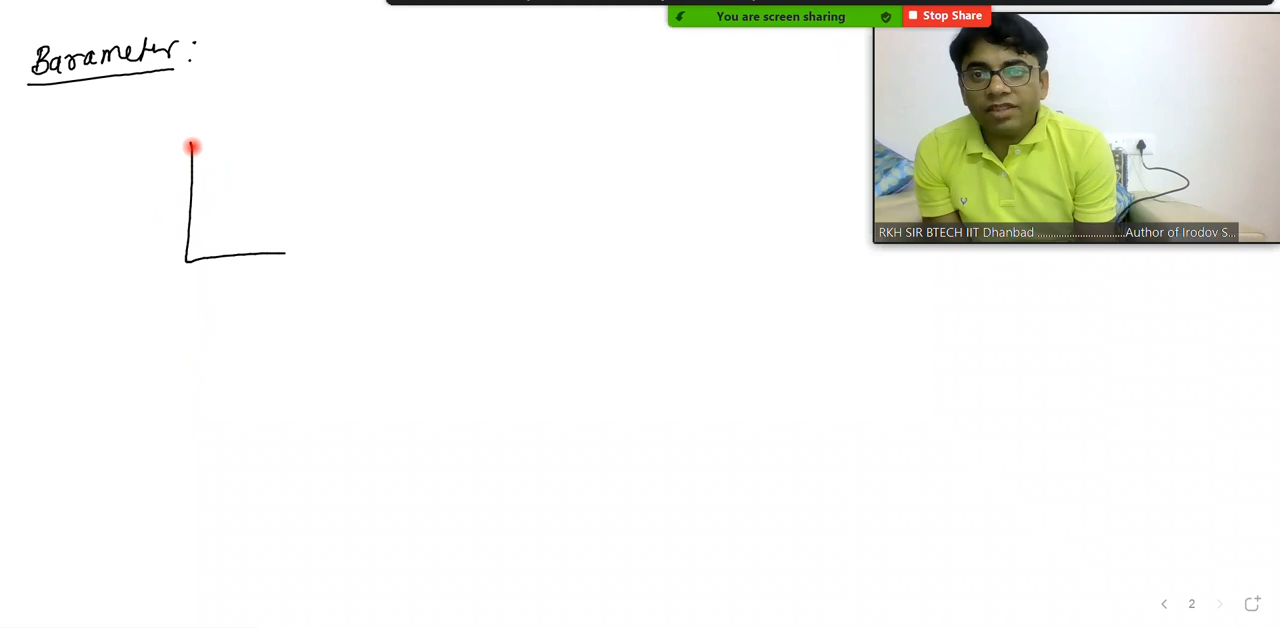 You are screen sharing Stop Share
Barameter:
RKH SIR BTECH IIT Dhanbad ..............................Author of Irodov S...
2